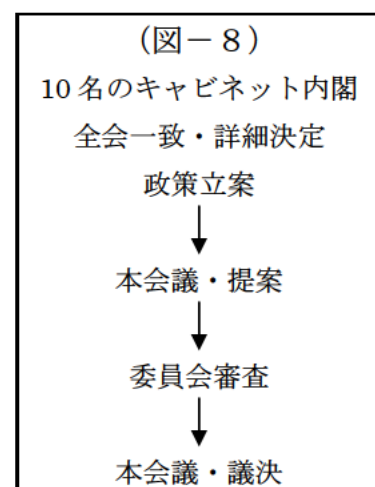 （図－８）
10 名のキャビネット内閣
全会一致・詳細決定
政策立案
本会議・提案
委員会審査
本会議・議決